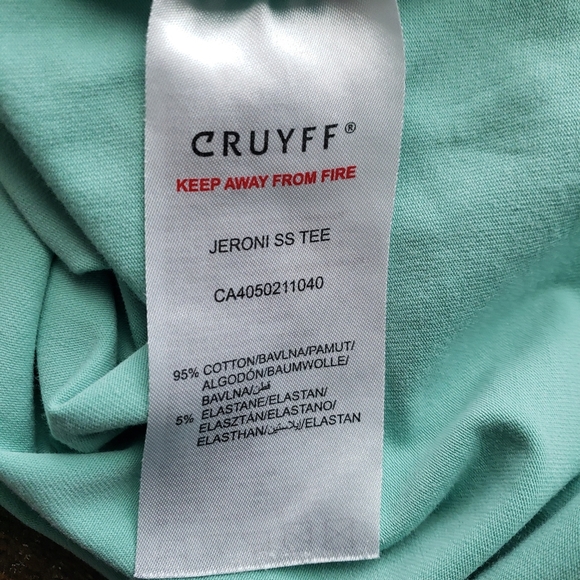 CRUYFF®
KEEP AWAY FROM FIRE
JERONI SS TEE
CA4050211040
95% COTTON/BAVLNA/PAMUT/
ALGODÓN/BAUMWOLLE/
BAVLNA/قطن/
5% ELASTANE/ELASTAN/
ELASZTÁN/ELASTANO/
ELASTHAN/إيلاستين/ELASTAN